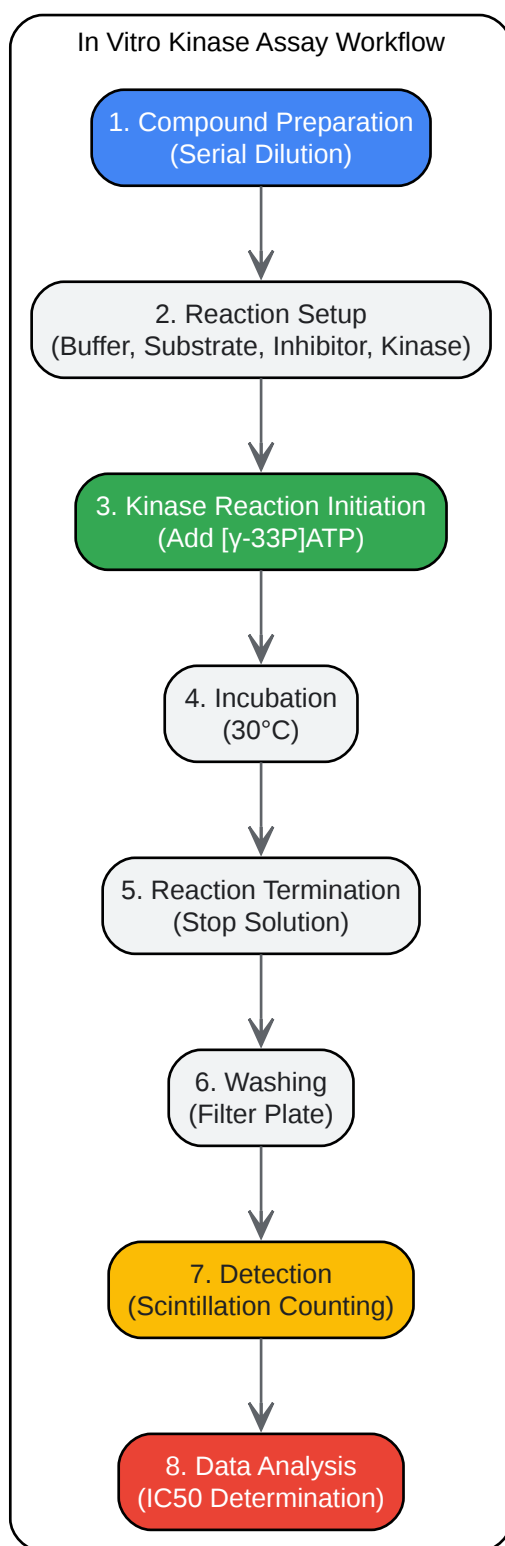 In Vitro Kinase Assay Workflow
1. Compound Preparation
(Serial Dilution)
2. Reaction Setup
(Buffer, Substrate, Inhibitor, Kinase)
3. Kinase Reaction Initiation
(Add [γ-33P]ATP)
4. Incubation
(30°C)
5. Reaction Termination
(Stop Solution)
6. Washing
(Filter Plate)
7. Detection
(Scintillation Counting)
8. Data Analysis
(IC50 Determination)